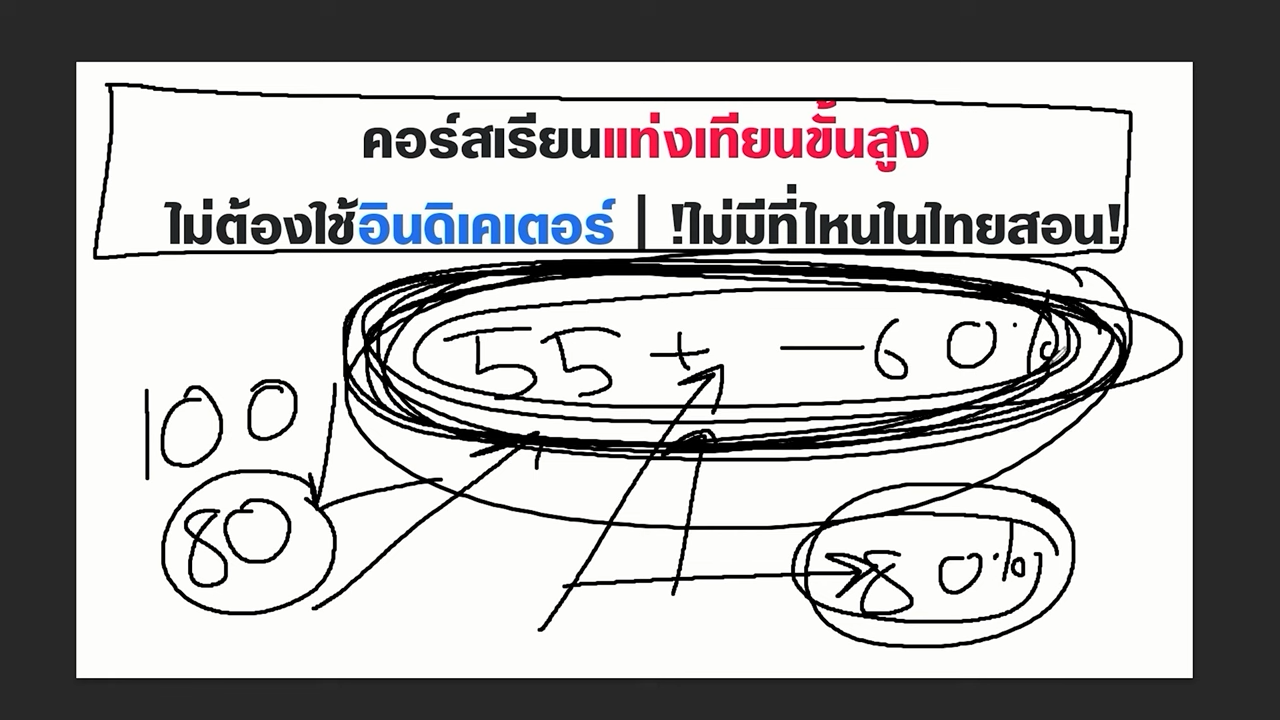 คอร์สเรียนแท่งเทียนขั้นสูง
ไม่ต้องใช้อินดิเคเตอร์ | !ไม่มีที่ไหนในไทยสอน!
55 + - 60%
100
80
80%